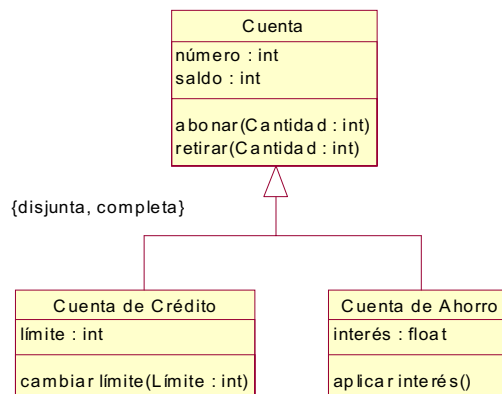 Cuenta
número : int
saldo : int
abonar(Cantidad : int)
retirar(Cantidad : int)
{disjunta, completa}
Cuenta de Crédito
límite : int
cambiar límite(Límite : int)
Cuenta de Ahorro
interés : float
aplicar interés()